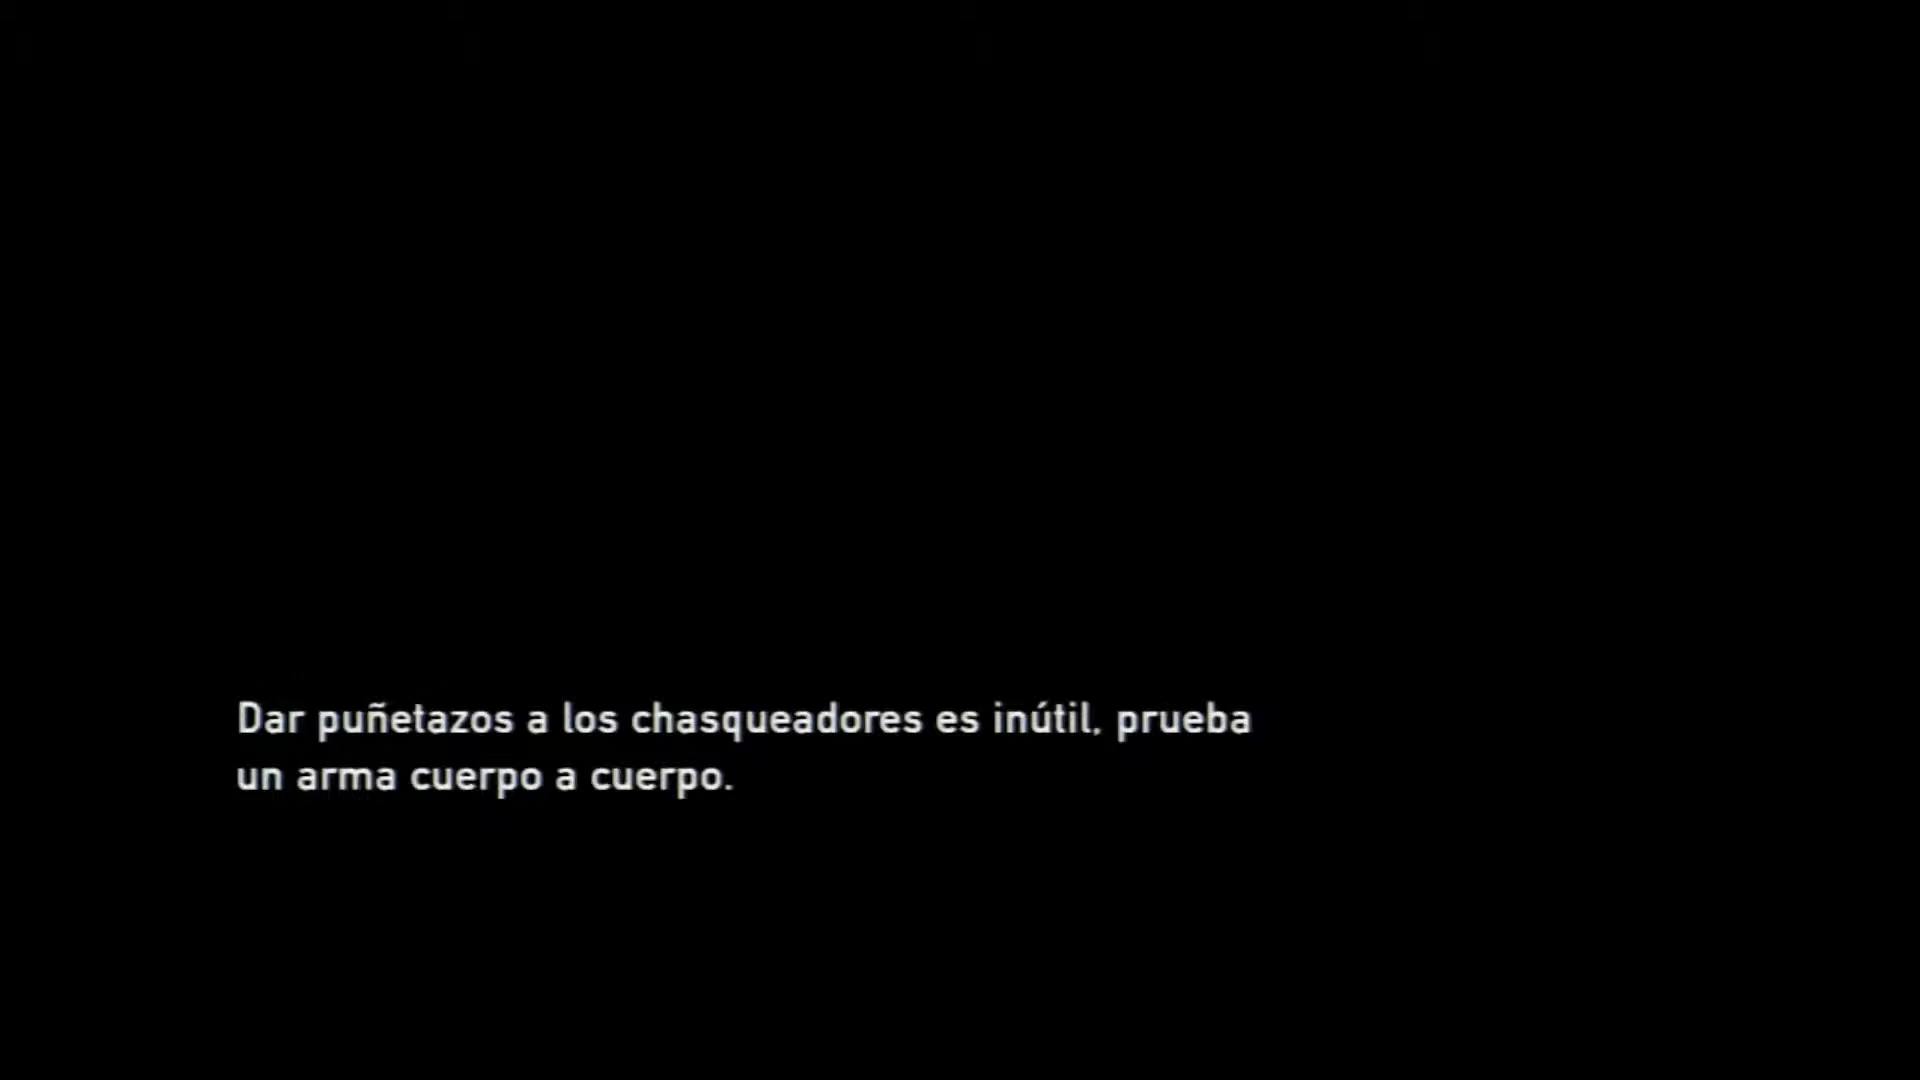 Dar puñetazos a los chasqueadores es inútil, prueba
un arma cuerpo a cuerpo.